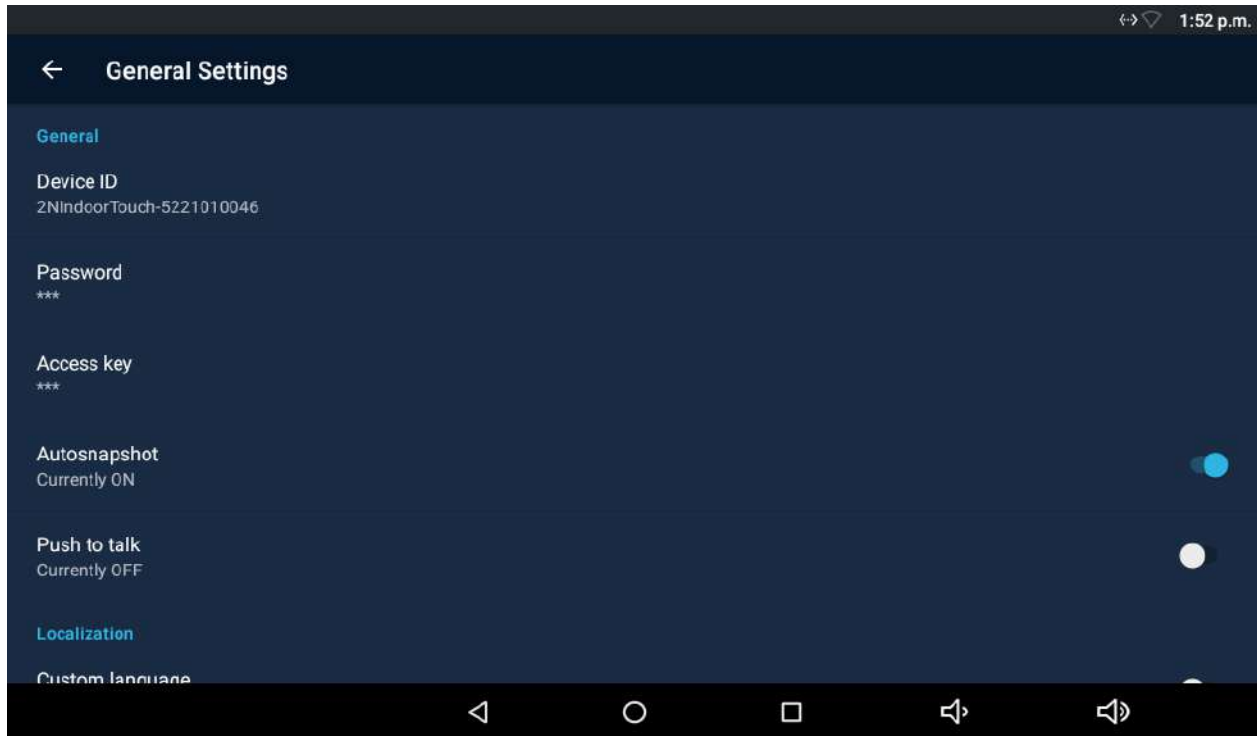 1:52 p.m.
General Settings
General
Device ID
2NIndoorTouch-5221010046
Password
***
Access key
***
Autosnapshot
Currently ON
Push to talk
Currently OFF
Localization
Custom language